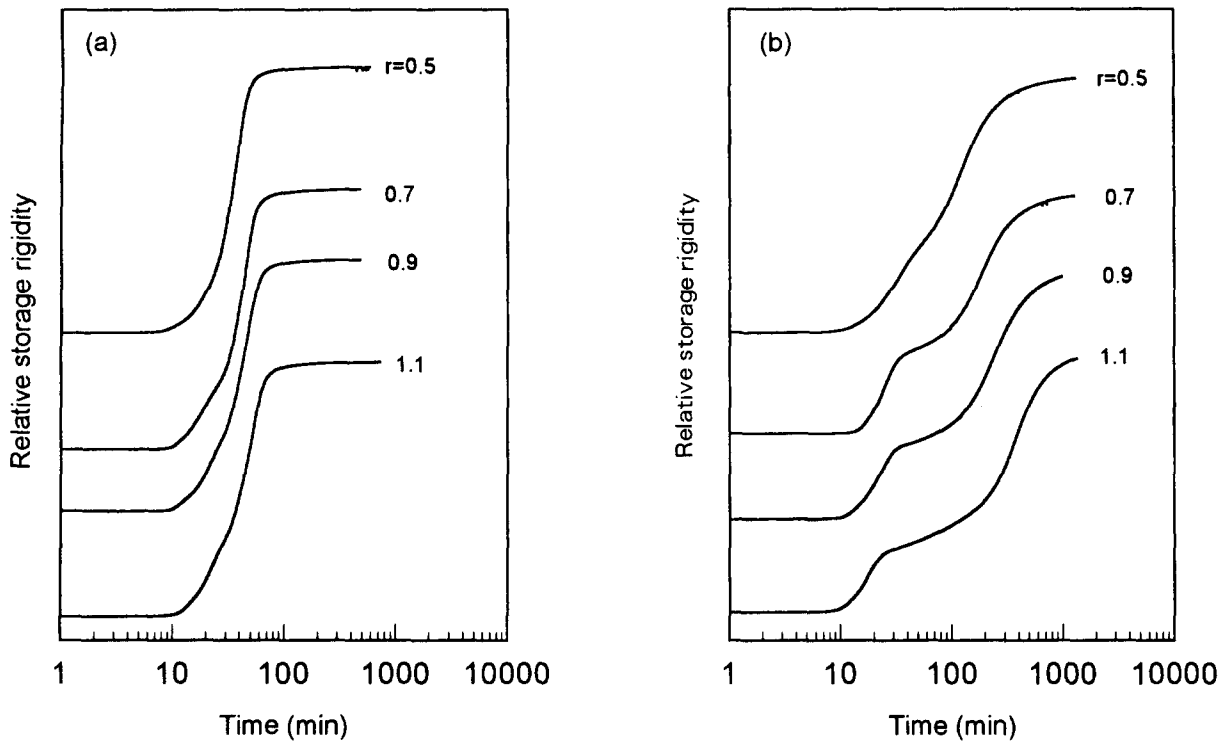 (a)
r=0.5
0.7
0.9
1.1
Relative storage rigidity
1 10 100 1000 10000
Time (min)
(b)
r=0.5
0.7
0.9
1.1
Relative storage rigidity
1 10 100 1000 10000
Time (min)